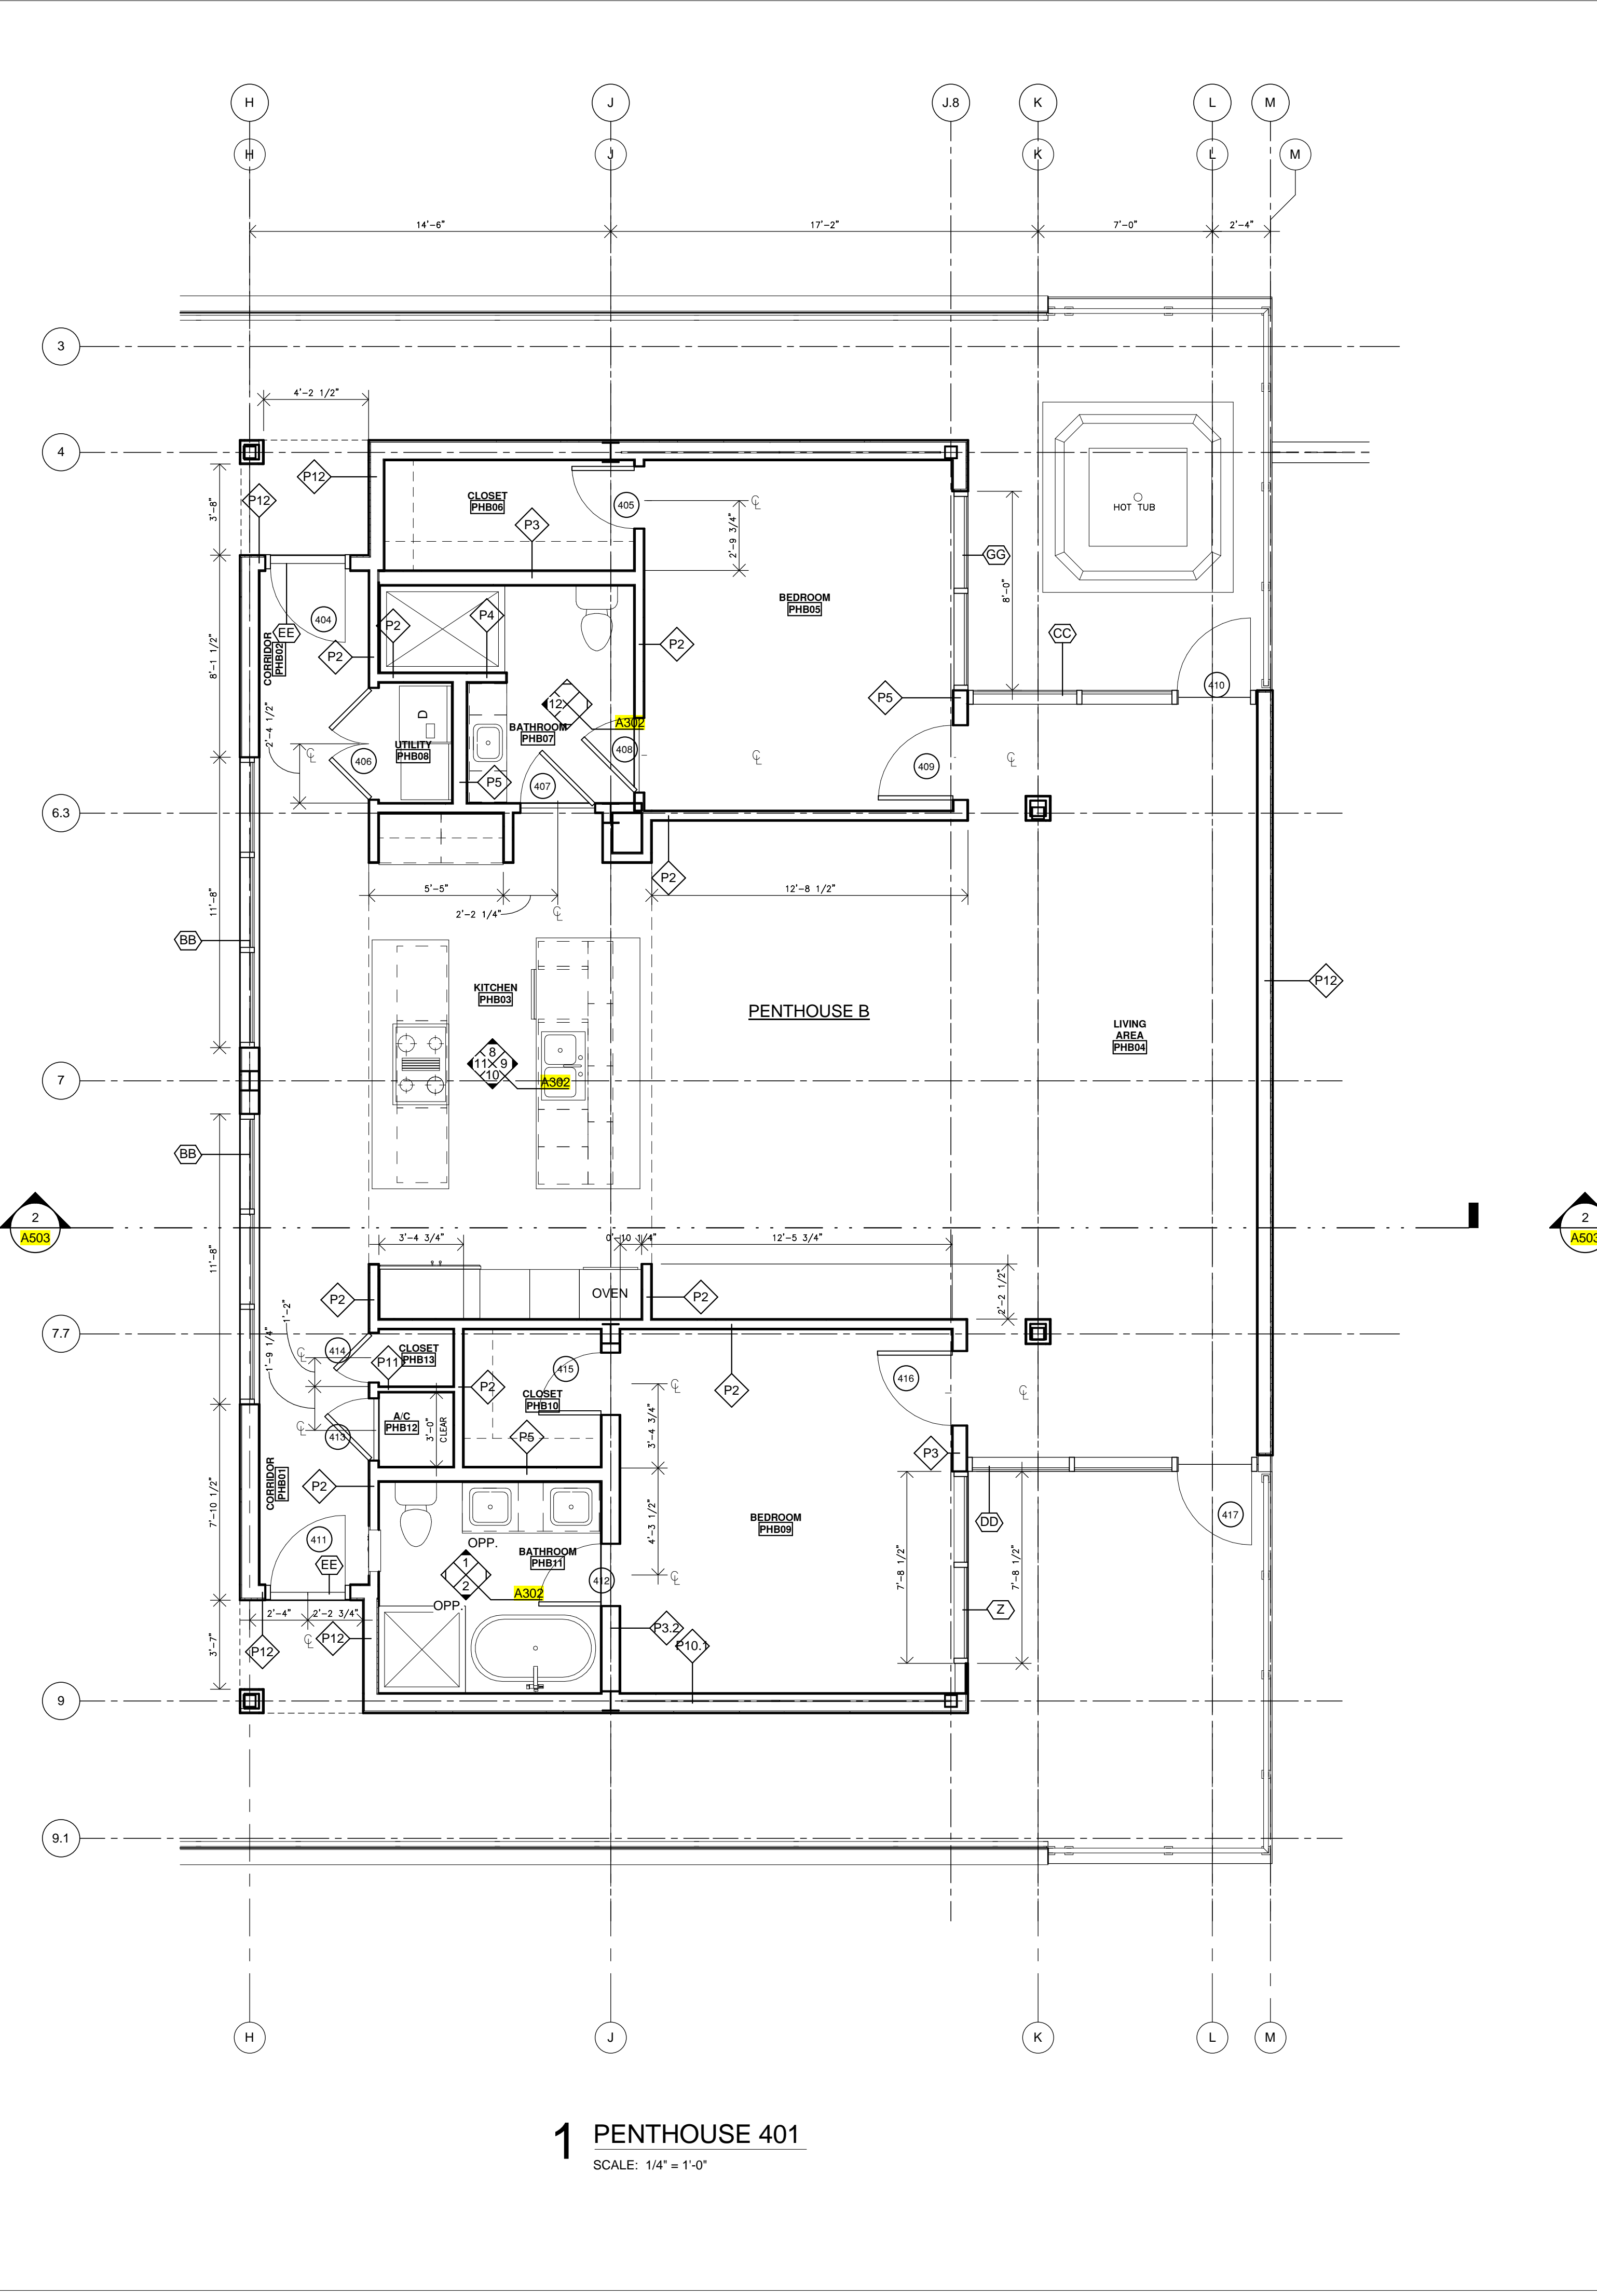 H
J
J.8
K
L
M
H
J
K
L
M
14'-6"
17'-2"
7'-0"
2'-4"
3
4'-2 1/2"
4
P12
P12
CLOSET
PHB06
405
P3
℄
2'-9 3/4"
3'-8"
HOT TUB
GG
8'-0"
BEDROOM
PHB05
EE
404
P2
P4
P2
P2
CC
CORRIDOR
PHB02
8'-1 1/2"
P5
410
12
A302
BATHROOM
PHB07
D
UTILITY
PHB08
2'-4 1/2"
℄
406
408
℄
409
℄
P5
407
6.3
P2
5'-5"
2'-2 1/4"
℄
12'-8 1/2"
11'-8"
BB
KITCHEN
PHB03
PENTHOUSE B
P12
LIVING
AREA
PHB04
8
11
9
10
A302
7
BB
2
A503
2
A503
11'-8"
3'-4 3/4"
0'-10 1/4"
12'-5 3/4"
OVEN
P2
P2
2'-2 1/2"
7.7
1'-2"
1'-9 1/4"
℄
414
P11
CLOSET
PHB13
415
416
P2
P2
℄
℄
CLOSET
PHB10
A/C
PHB12
3'-0"
CLEAR
℄
413
P5
3'-4 3/4"
P3
CORRIDOR
PHB01
P2
7'-10 1/2"
4'-3 1/2"
BEDROOM
PHB09
DD
417
411
EE
OPP.
BATHROOM
PHB11
1
2
A302
412
℄
7'-8 1/2"
7'-8 1/2"
OPP.
Z
2'-4"
2'-2 3/4"
℄
P12
P12
3'-7"
P3.2
P10.1
9
9.1
H
J
K
L
M
1 PENTHOUSE 401
SCALE: 1/4" = 1'-0"